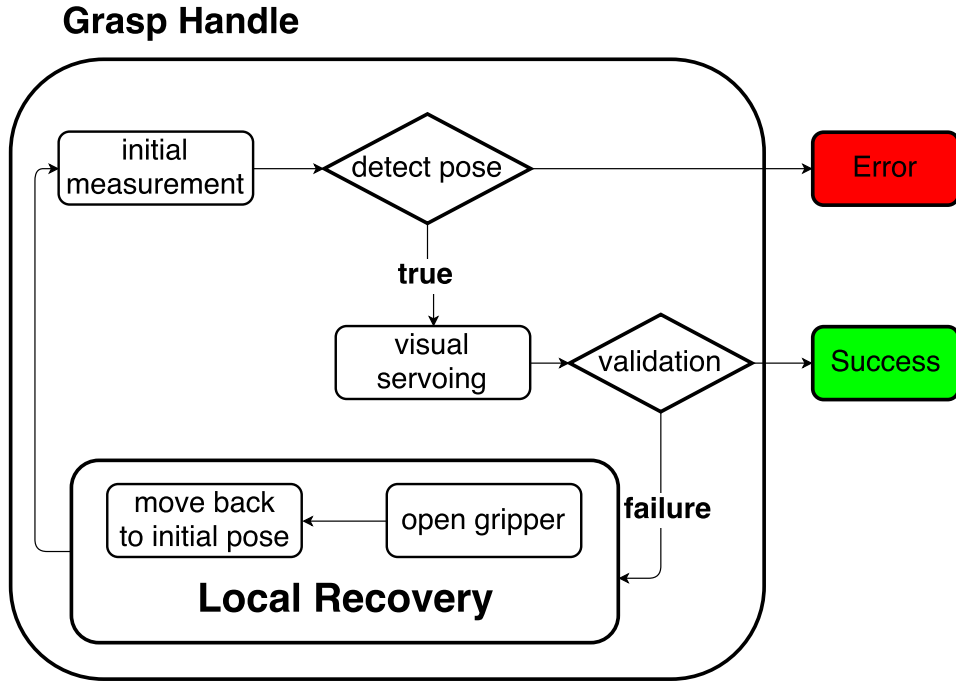 Grasp Handle
initial
measurement
detect pose
Error
true
visual
servoing
validation
Success
move back
to initial pose
open gripper
failure
Local Recovery